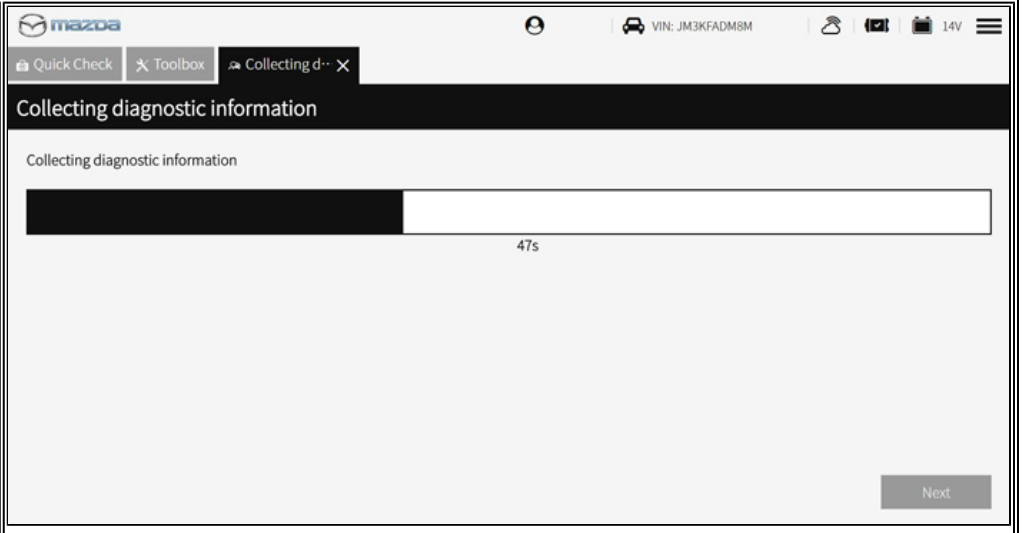 mazda
VIN: JM3KFADM8M
14V
Quick Check
Toolbox
Collecting d··
Collecting diagnostic information
Collecting diagnostic information
47s
Next